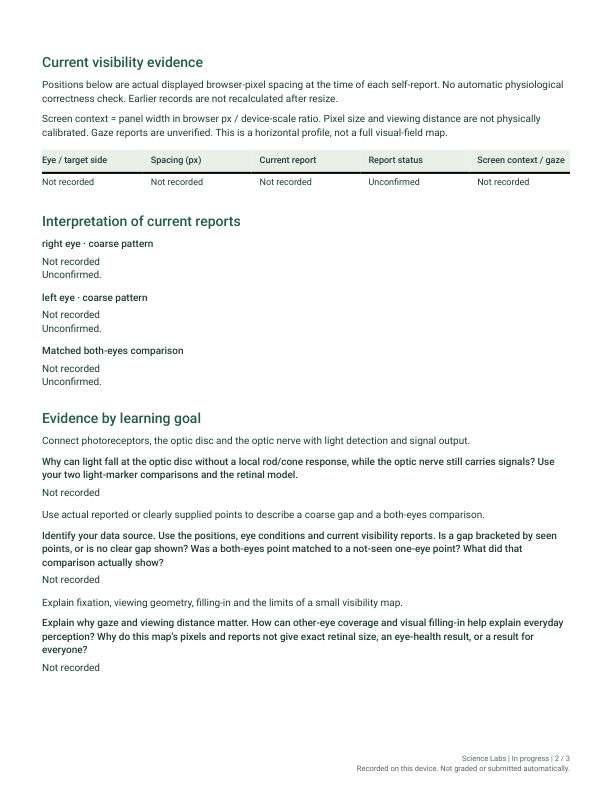 Current visibility evidence
Positions below are actual displayed browser-pixel spacing at the time of each self-report. No automatic physiological
correctness check. Earlier records are not recalculated after resize.
Screen context = panel width in browser px / device-scale ratio. Pixel size and viewing distance are not physically
calibrated. Gaze reports are unverified. This is a horizontal profile, not a full visual-field map.
Eye / target side Spacing (px) Current report Report status Screen context / gaze
Not recorded Not recorded Not recorded Unconfirmed Not recorded
Interpretation of current reports
right eye · coarse pattern
Not recorded
Unconfirmed.
left eye · coarse pattern
Not recorded
Unconfirmed.
Matched both-eyes comparison
Not recorded
Unconfirmed.
Evidence by learning goal
Connect photoreceptors, the optic disc and the optic nerve with light detection and signal output.
Why can light fall at the optic disc without a local rod/cone response, while the optic nerve still carries signals? Use
your two light-marker comparisons and the retinal model.
Not recorded
Use actual reported or clearly supplied points to describe a coarse gap and a both-eyes comparison.
Identify your data source. Use the positions, eye conditions and current visibility reports. Is a gap bracketed by seen
points, or is no clear gap shown? Was a both-eyes point matched to a not-seen one-eye point? What did that
comparison actually show?
Not recorded
Explain fixation, viewing geometry, filling-in and the limits of a small visibility map.
Explain why gaze and viewing distance matter. How can other-eye coverage and visual filling-in help explain everyday
perception? Why do this map's pixels and reports not give exact retinal size, an eye-health result, or a result for
everyone?
Not recorded
Science Labs | In progress | 2 / 3
Recorded on this device. Not graded or submitted automatically.